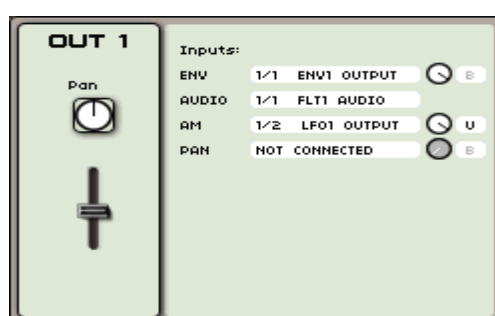 OUT 1
Pan
Inputs:
ENV 1/1 ENV1 OUTPUT B
AUDIO 1/1 FLT1 AUDIO
AM 1/2 LFO1 OUTPUT U
PAN NOT CONNECTED B